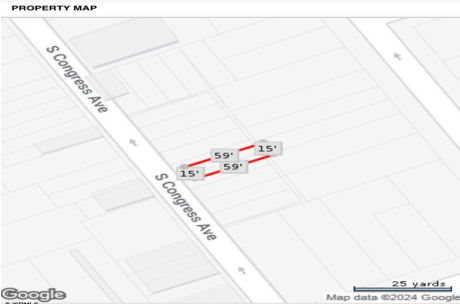 PROPERTY MAP
S Congress Ave
59'
15'
59'
15'
S Congress Ave
25 yards
Google
Map data ©2024 Google